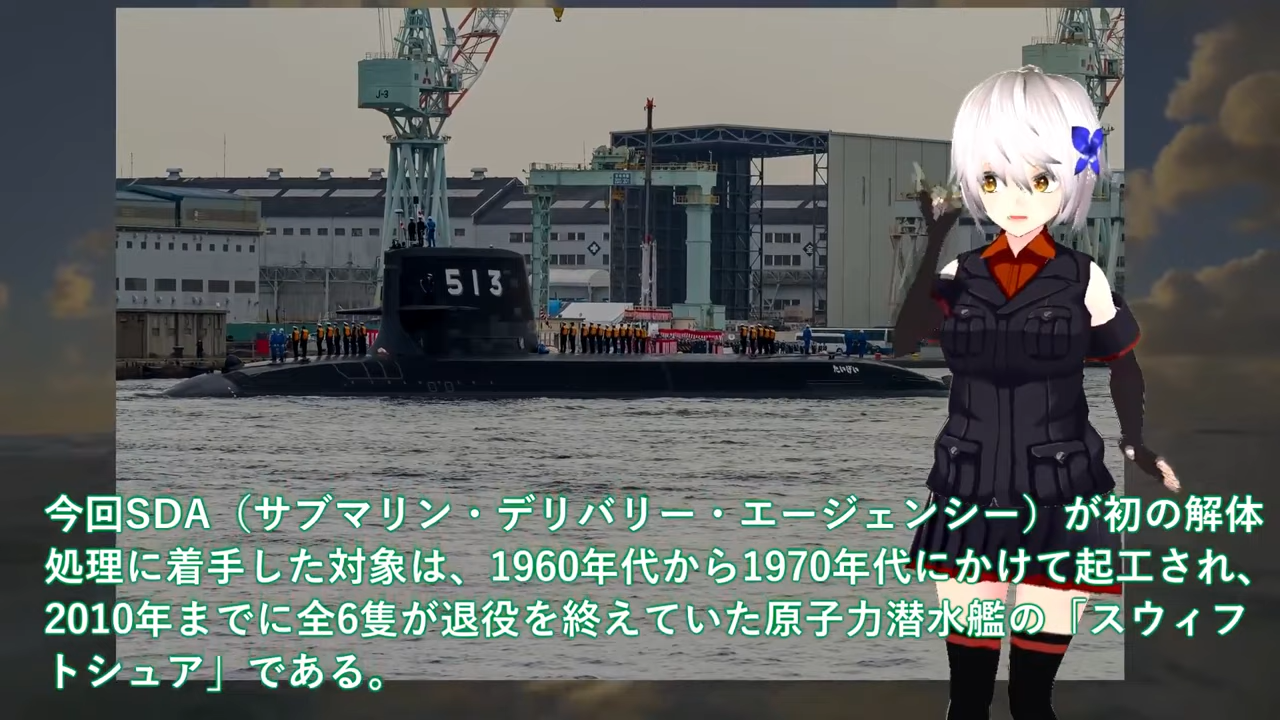 J-3
513
たいげい
今回SDA（サブマリン・デリバリー・エージェンシー）が初の解体
処理に着手した対象は、1960年代から1970年代にかけて起工され、
2010年までに全6隻が退役を終えていた原子力潜水艦の「スウィフ
トシュア」である。